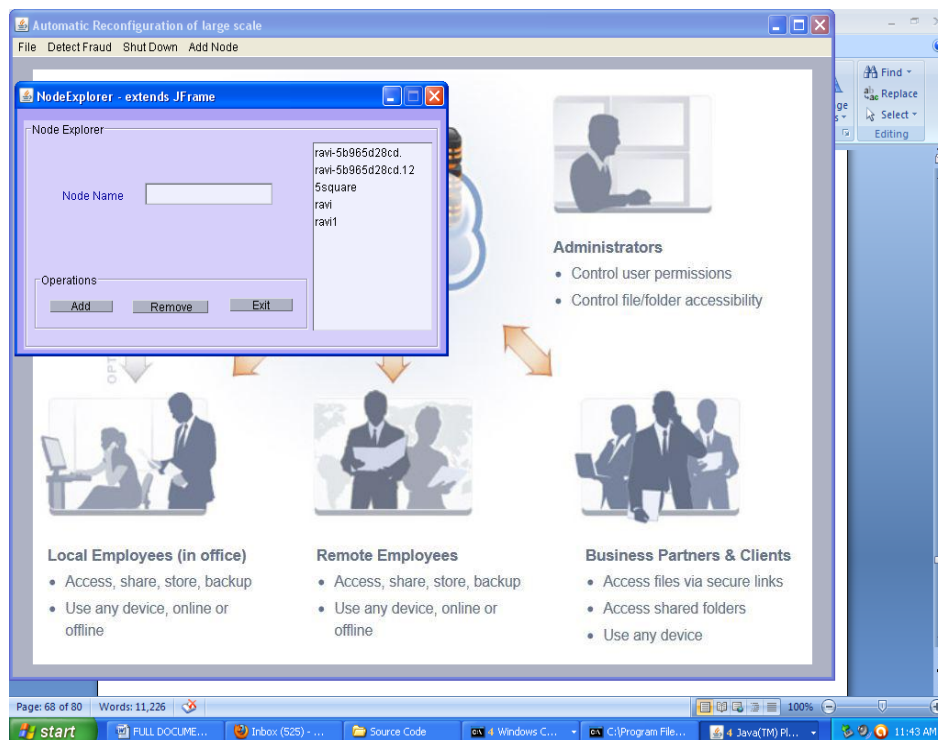 Automatic Reconfiguration of large scale
File Detect Fraud Shut Down Add Node
NodeExplorer - extends JFrame
Node Explorer
Node Name
ravi-5b965d28cd.
ravi-5b965d28cd.12
5square
ravi
ravi1
Operations
Add Remove Exit
Find
Replace
Select
Editing
Administrators
Control user permissions
Control file/folder accessibility
Local Employees (in office)
Access, share, store, backup
Use any device, online or
offline
Remote Employees
Access, share, store, backup
Use any device, online or
offline
Business Partners & Clients
Access files via secure links
Access shared folders
Use any device
Page: 68 of 80 Words: 11,226 100%
start FULL DOCUME... Inbox (525) - ... Source Code 4 Windows C... C:\Program File... 4 Java(TM) Pl... 11:43 AM